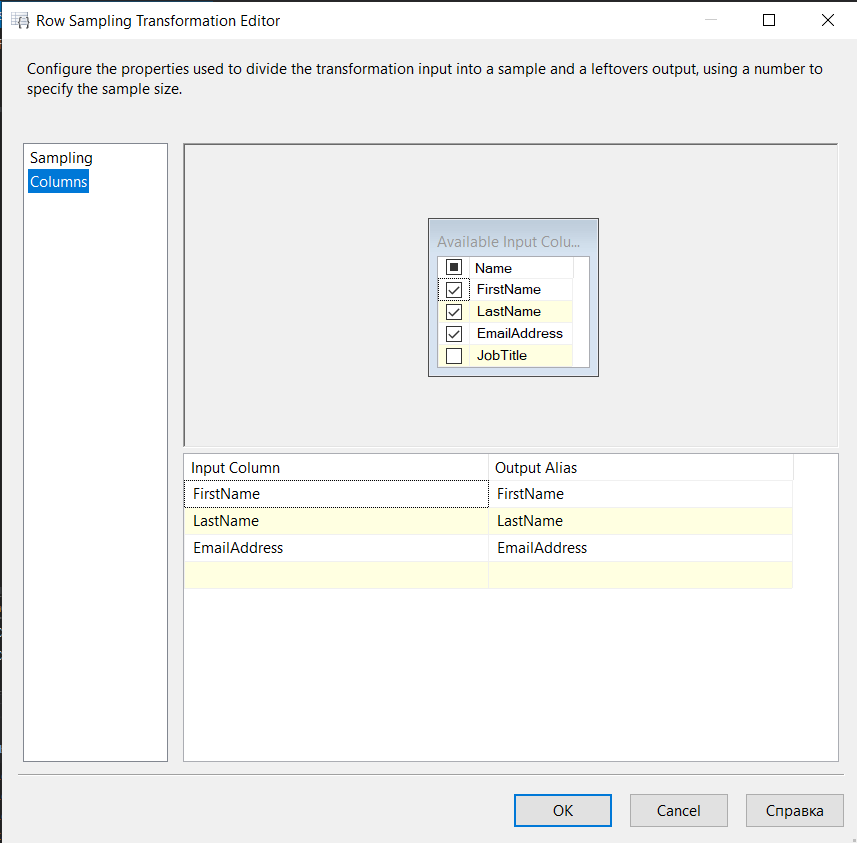 Row Sampling Transformation Editor
Configure the properties used to divide the transformation input into a sample and a leftovers output, using a number to
specify the sample size.
Sampling
Columns
Available Input Colu...
Name
FirstName
LastName
EmailAddress
JobTitle
Input Column Output Alias
FirstName FirstName
LastName LastName
EmailAddress EmailAddress
OK Cancel Справка